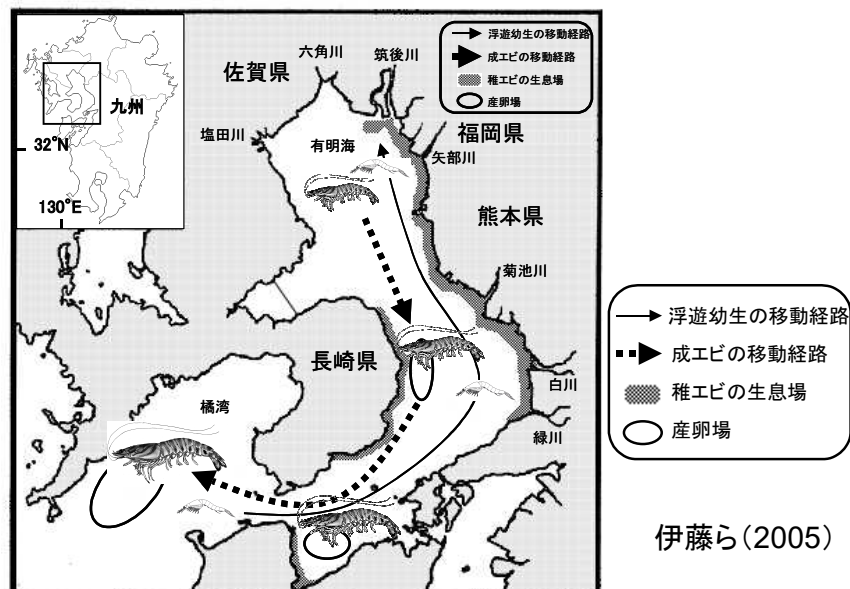 九州
32°N
130°E
浮遊幼生の移動経路
成エビの移動経路
稚エビの生息場
産卵場
佐賀県
六角川
筑後川
塩田川
有明海
福岡県
矢部川
熊本県
菊池川
長崎県
橘湾
白川
緑川
浮遊幼生の移動経路
成エビの移動経路
稚エビの生息場
産卵場
伊藤ら(2005)